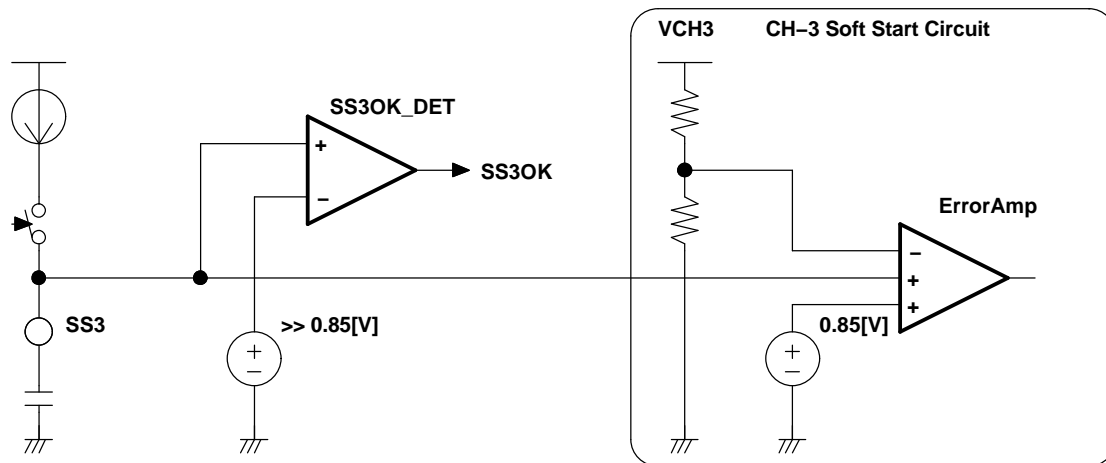 VCH3 CH−3 Soft Start Circuit
SS3OK_DET
+
−
SS3OK
ErrorAmp
−
+
+
SS3
>> 0.85[V]
0.85[V]
+
−
+
−